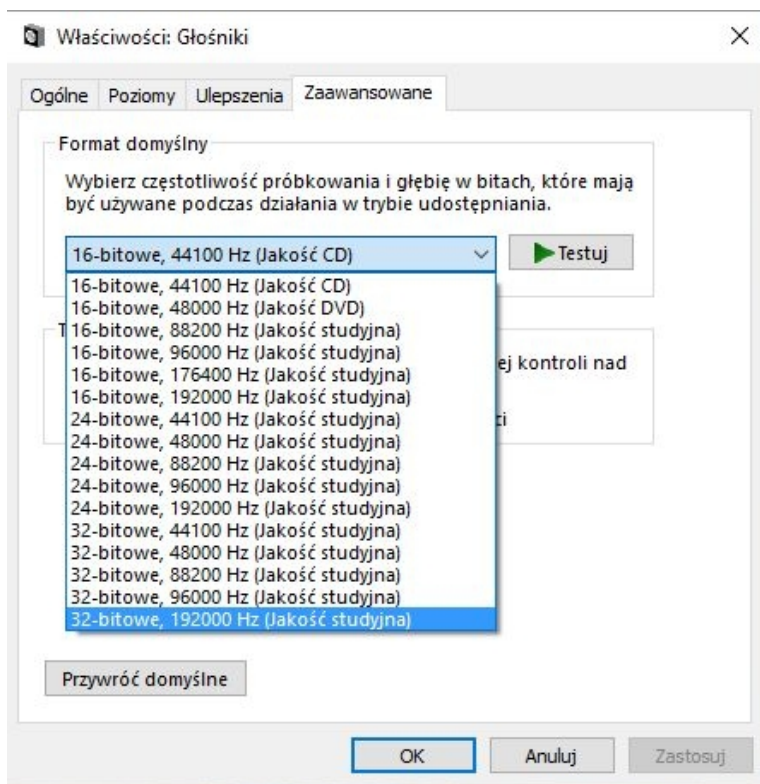 Właściwości: Głośniki
Ogólne Poziomy Ulepszenia Zaawansowane
Format domyślny
Wybierz częstotliwość próbkowania i głębię w bitach, które mają
być używane podczas działania w trybie udostępniania.
16-bitowe, 44100 Hz (Jakość CD) Testuj
16-bitowe, 44100 Hz (Jakość CD)
16-bitowe, 48000 Hz (Jakość DVD)
T 16-bitowe, 88200 Hz (Jakość studyjna)
16-bitowe, 96000 Hz (Jakość studyjna) ej kontroli nad
16-bitowe, 176400 Hz (Jakość studyjna)
16-bitowe, 192000 Hz (Jakość studyjna)
24-bitowe, 44100 Hz (Jakość studyjna) ci
24-bitowe, 48000 Hz (Jakość studyjna)
24-bitowe, 88200 Hz (Jakość studyjna)
24-bitowe, 96000 Hz (Jakość studyjna)
24-bitowe, 192000 Hz (Jakość studyjna)
32-bitowe, 44100 Hz (Jakość studyjna)
32-bitowe, 48000 Hz (Jakość studyjna)
32-bitowe, 88200 Hz (Jakość studyjna)
32-bitowe, 96000 Hz (Jakość studyjna)
32-bitowe, 192000 Hz (Jakość studyjna)
Przywróć domyślne
OK Anuluj Zastosuj